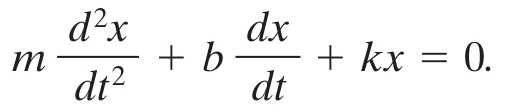 m d²x/dt² + b dx/dt + kx = 0.